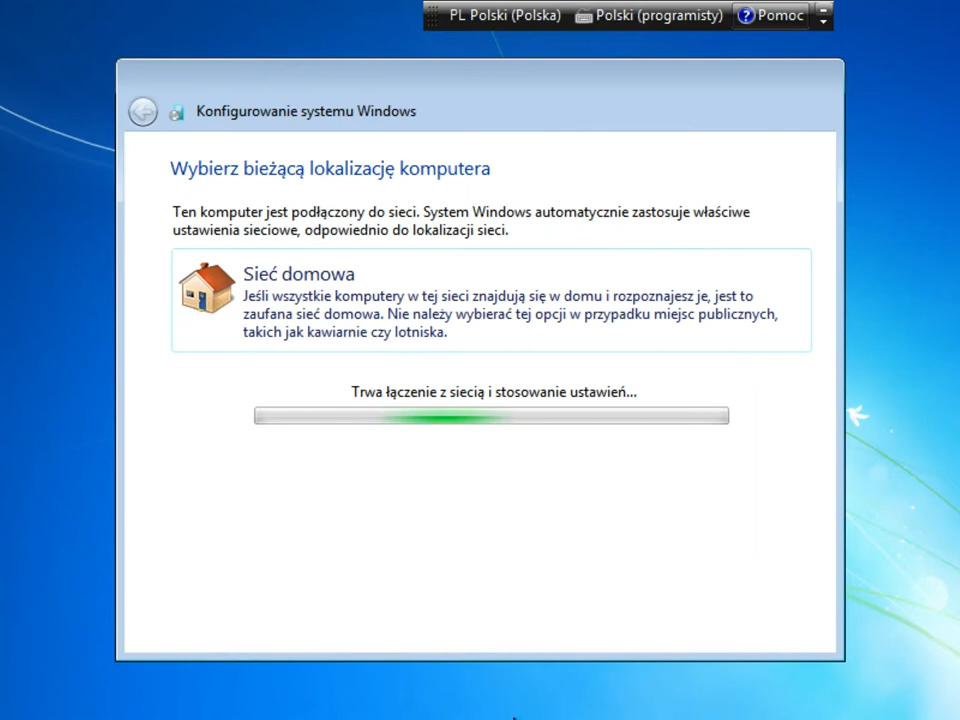 PL Polski (Polska) Polski (programisty) Pomoc
Konfigurowanie systemu Windows
Wybierz bieżącą lokalizację komputera
Ten komputer jest podłączony do sieci. System Windows automatycznie zastosuje właściwe
ustawienia sieciowe, odpowiednio do lokalizacji sieci.
Sieć domowa
Jeśli wszystkie komputery w tej sieci znajdują się w domu i rozpoznajesz je, jest to
zaufana sieć domowa. Nie należy wybierać tej opcji w przypadku miejsc publicznych,
takich jak kawiarnie czy lotniska.
Trwa łączenie z siecią i stosowanie ustawień...